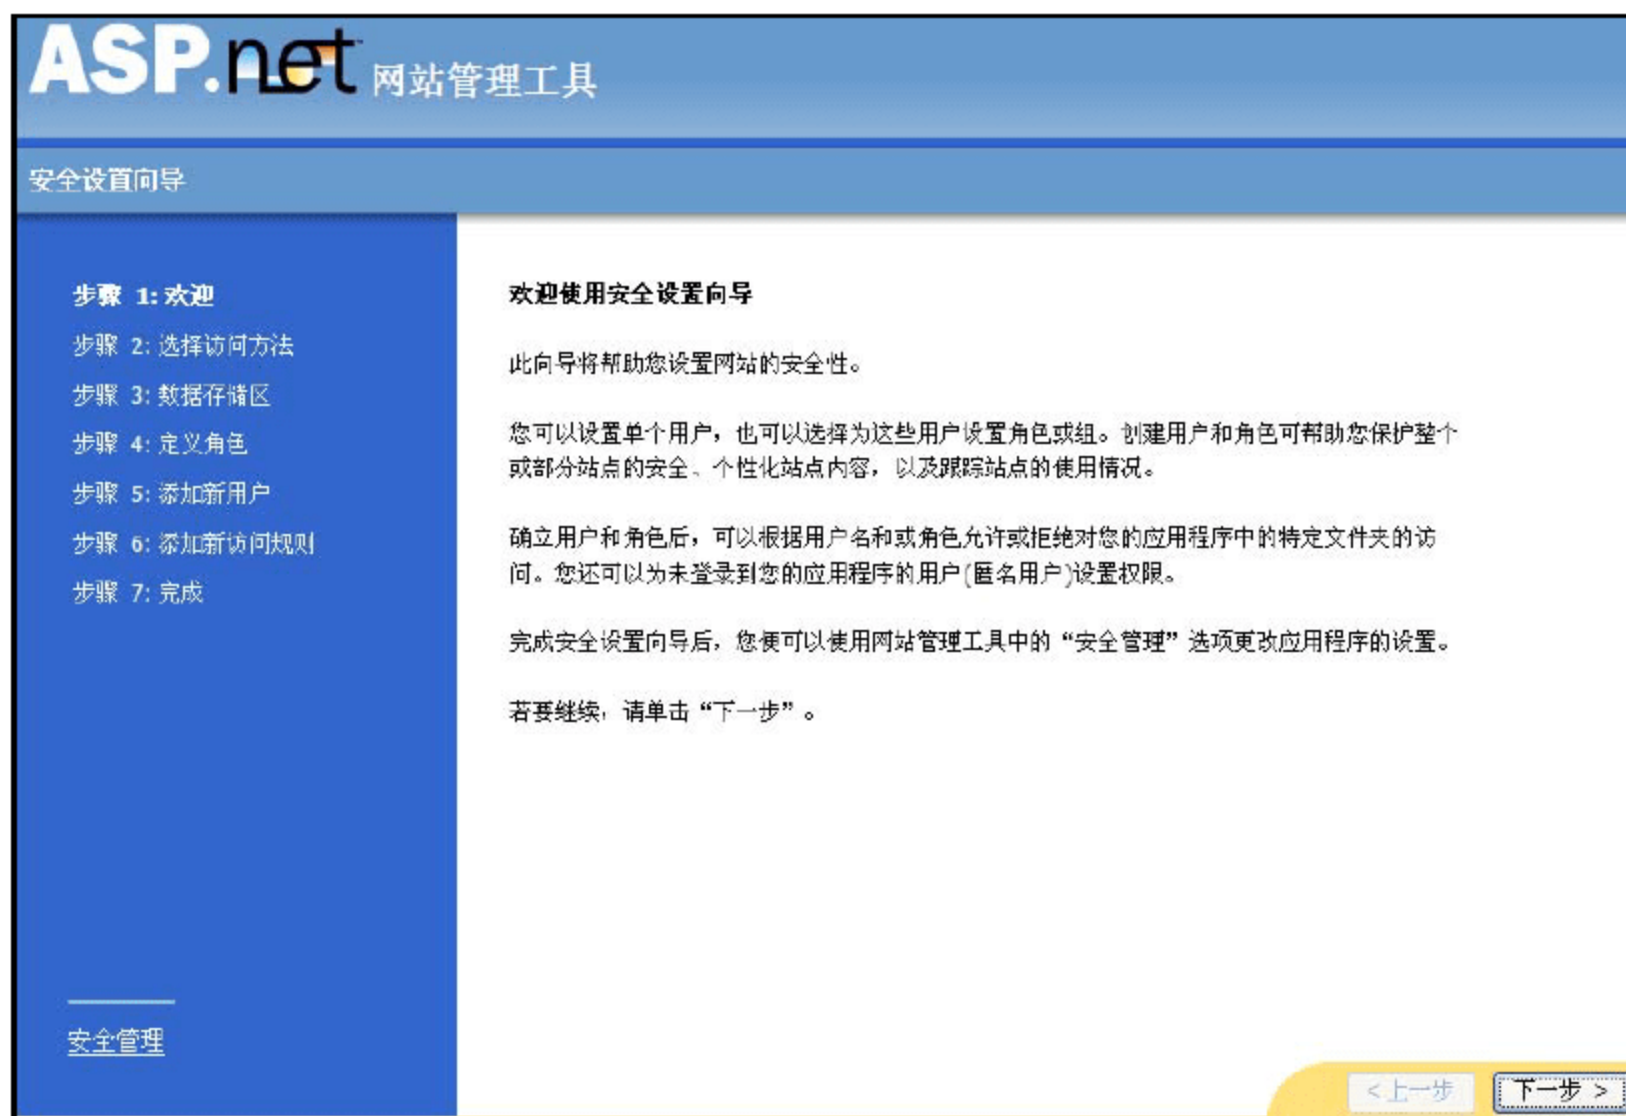 ASP.net 网站管理工具
安全设置向导
步骤 1: 欢迎
步骤 2: 选择访问方法
步骤 3: 数据存储区
步骤 4: 定义角色
步骤 5: 添加新用户
步骤 6: 添加新访问规则
步骤 7: 完成
安全管理
欢迎使用安全设置向导
此向导将帮助您设置网站的安全性。
您可以设置单个用户，也可以选择为这些用户设置角色或组。创建用户和角色可帮助您保护整个
或部分站点的安全、个性化站点内容，以及跟踪站点的使用情况。
确立用户和角色后，可以根据用户名和或角色允许或拒绝对您的应用程序中的特定文件夹的访
问。您还可以为未登录到您的应用程序的用户(匿名用户)设置权限。
完成安全设置向导后，您便可以使用网站管理工具中的“安全管理”选项更改应用程序的设置。
若要继续，请单击“下一步”。
< 上一步
下一步 >